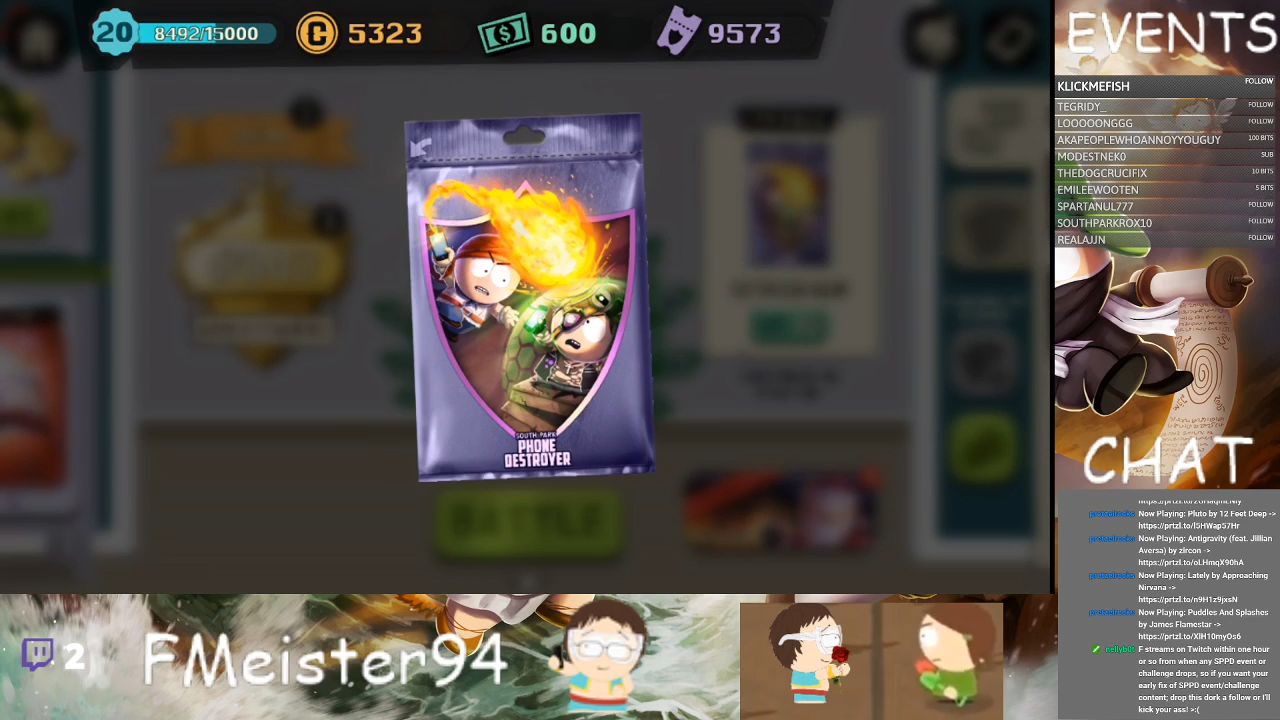 20
8492/15000
5323
600
9573
SOUTH PARK
PHONE
DESTROYER
EVENTS
KLICKMEFISH FOLLOW
TEGRIDY_ FOLLOW
LOOOOONGGG FOLLOW
AKAPEOPLEWHOANNOYYOUGUY 100 BITS
MODESTNEK0 SUB
THEDOGCRUCIFIX 10 BITS
EMILEEWOOTEN 5 BITS
SPARTANUL777 FOLLOW
SOUTHPARKROX10 FOLLOW
REALAJJN FOLLOW
CHAT
pretzelrocks Now Playing: Pluto by 12 Feet Deep ->
https://prtzl.to/l5HWap57Hr
pretzelrocks Now Playing: Antigravity (feat. Jillian
Aversa) by zircon ->
https://prtzl.to/oLHmqX90hA
pretzelrocks Now Playing: Lately by Approaching
Nirvana ->
https://prtzl.to/n9H1z9jxsN
pretzelrocks Now Playing: Puddles And Splashes
by James Flamestar ->
https://prtzl.to/XlH10myOs6
nellyb0t F streams on Twitch within one hour
or so from when any SPPD event or
challenge drops, so if you want your
early fix of SPPD event/challenge
content; drop this dork a follow or I'll
kick your ass! >:(
2
FMeister94